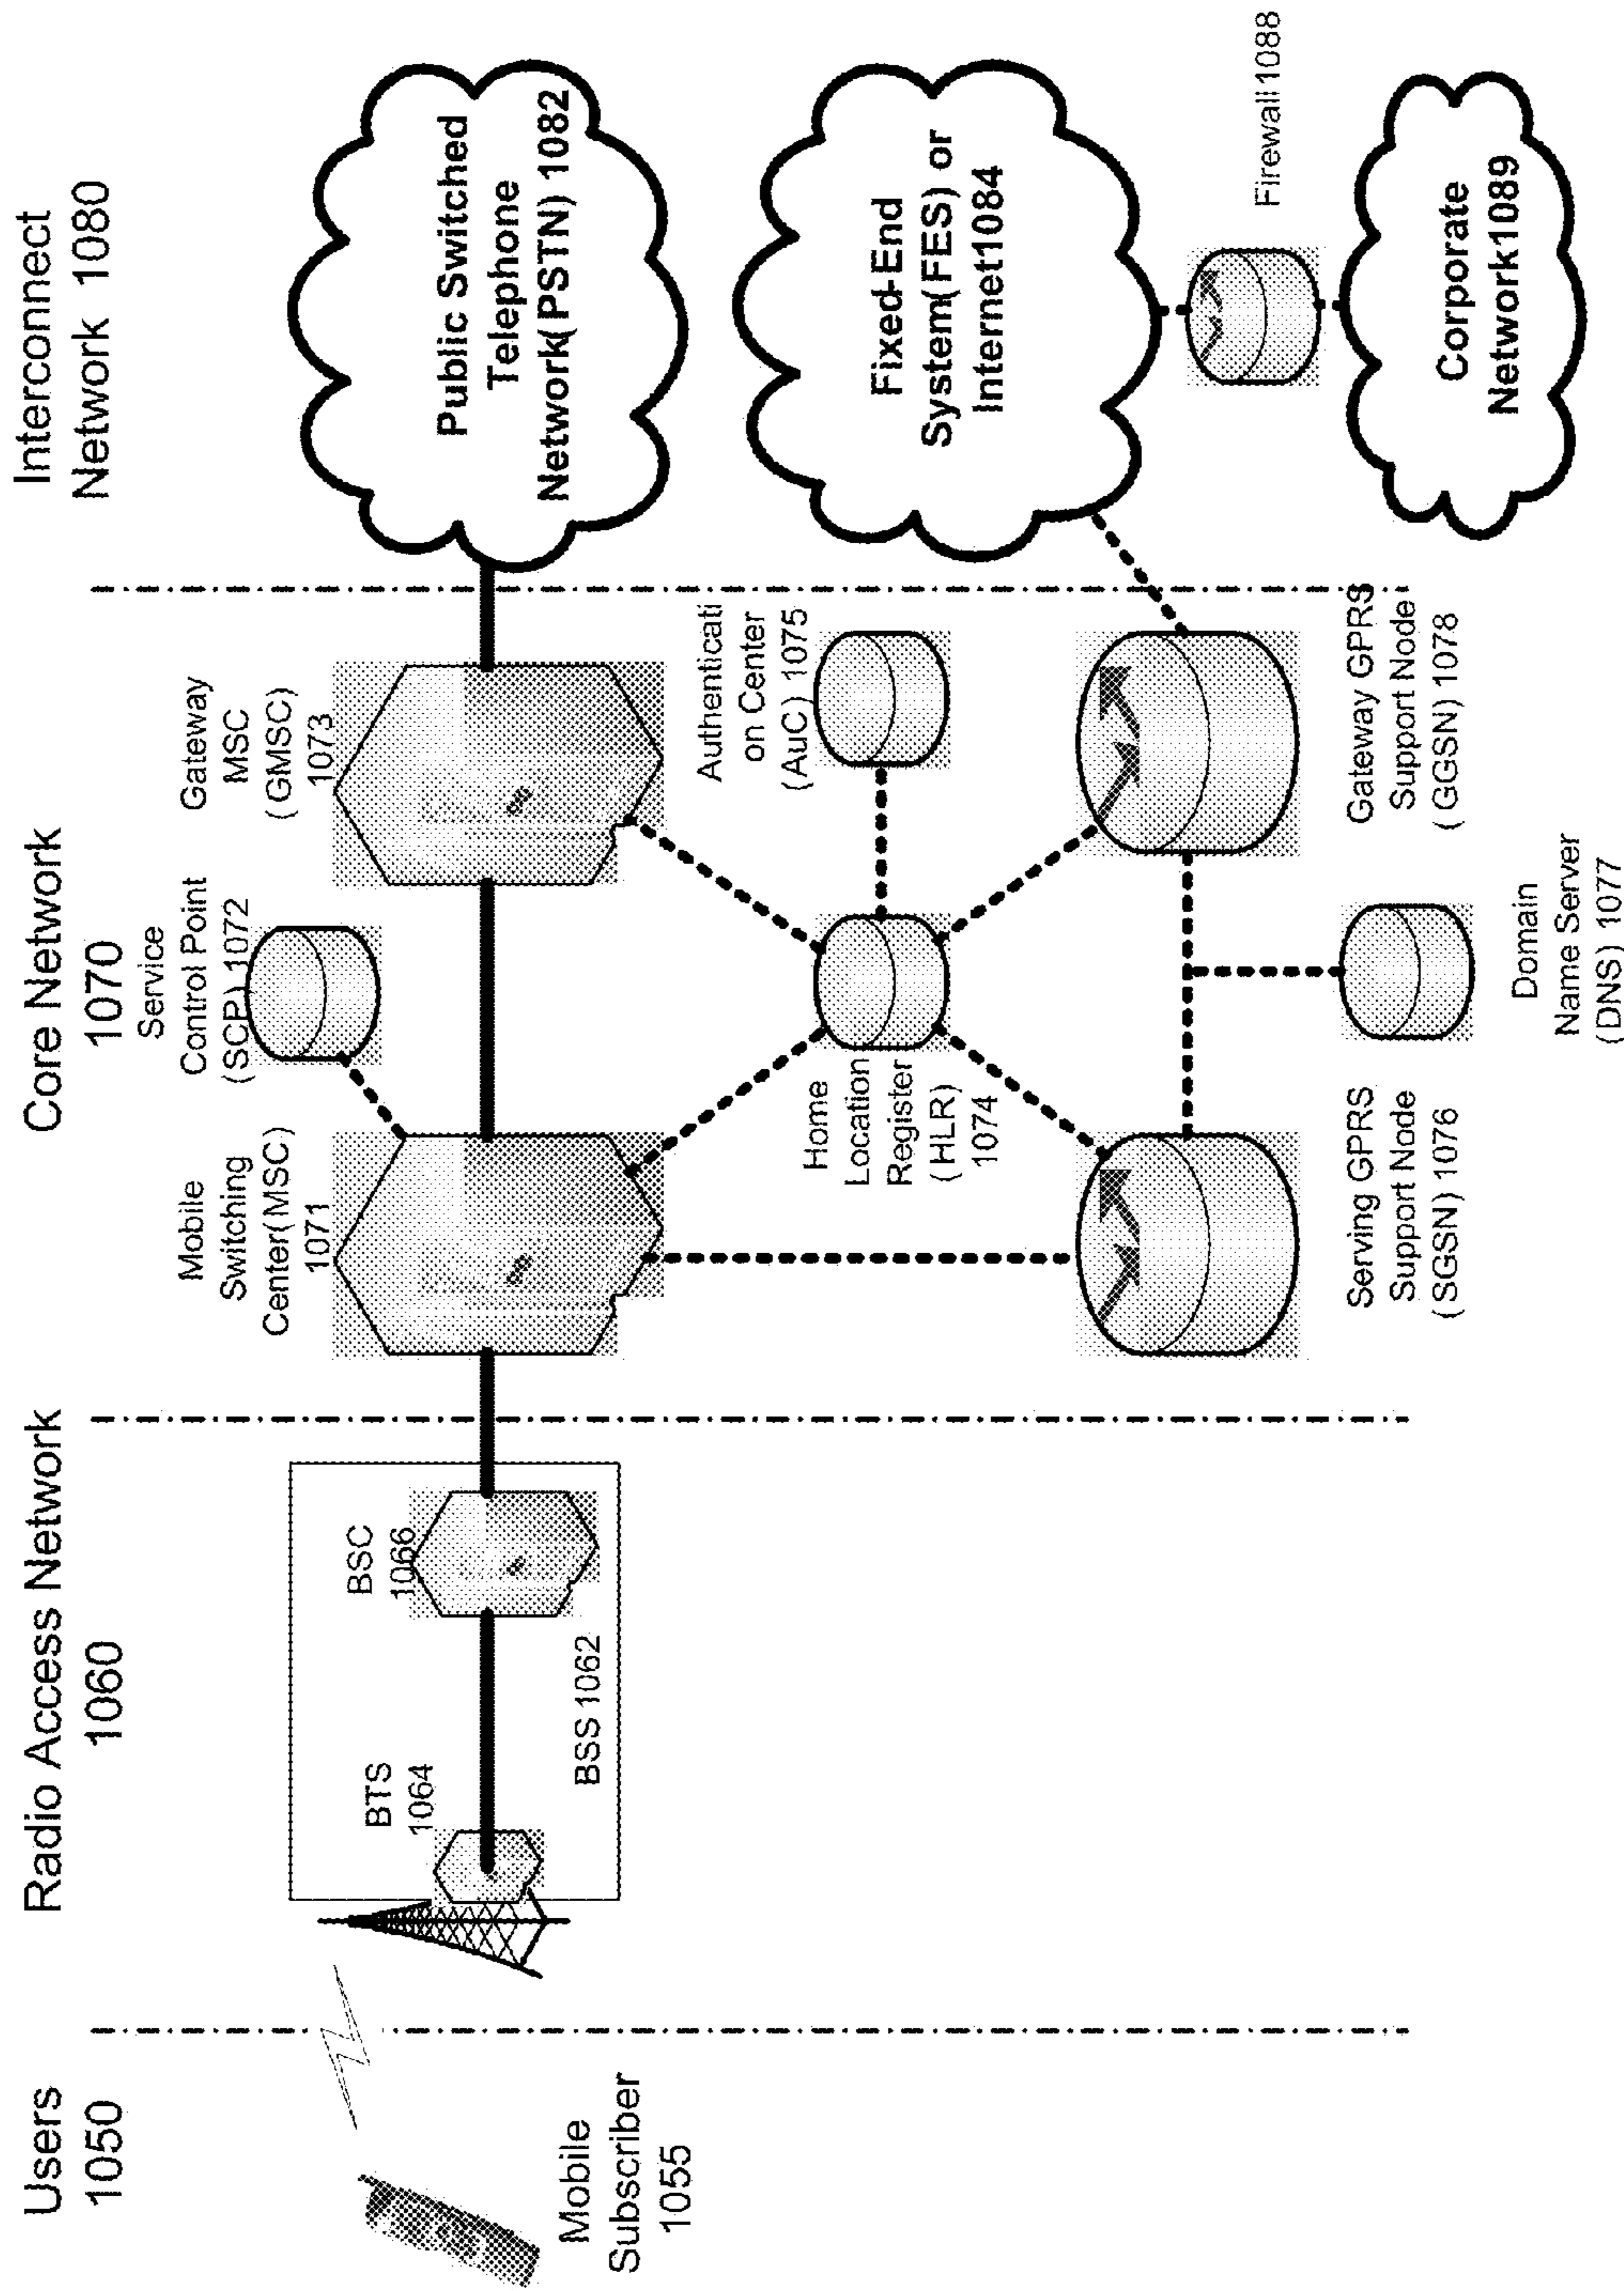 Users
1050
Radio Access Network
1060
Core Network
1070
Interconnect
Network 1080
Mobile
Subscriber
1055
BTS
1064
BSC
1066
BSS 1062
Mobile
Switching
Center(MSC)
1071
Service
Control Point
(SCP) 1072
Gateway
MSC
(GMSC)
1073
Home
Location
Register
(HLR)
1074
Authenticati
on Center
(AuC) 1075
Serving GPRS
Support Node
(SGSN) 1076
Domain
Name Server
(DNS) 1077
Gateway GPRS
Support Node
(GGSN) 1078
Public Switched
Telephone
Network(PSTN) 1082
Fixed-End
System(FES) or
Internet1084
Firewall1088
Corporate
Network1089